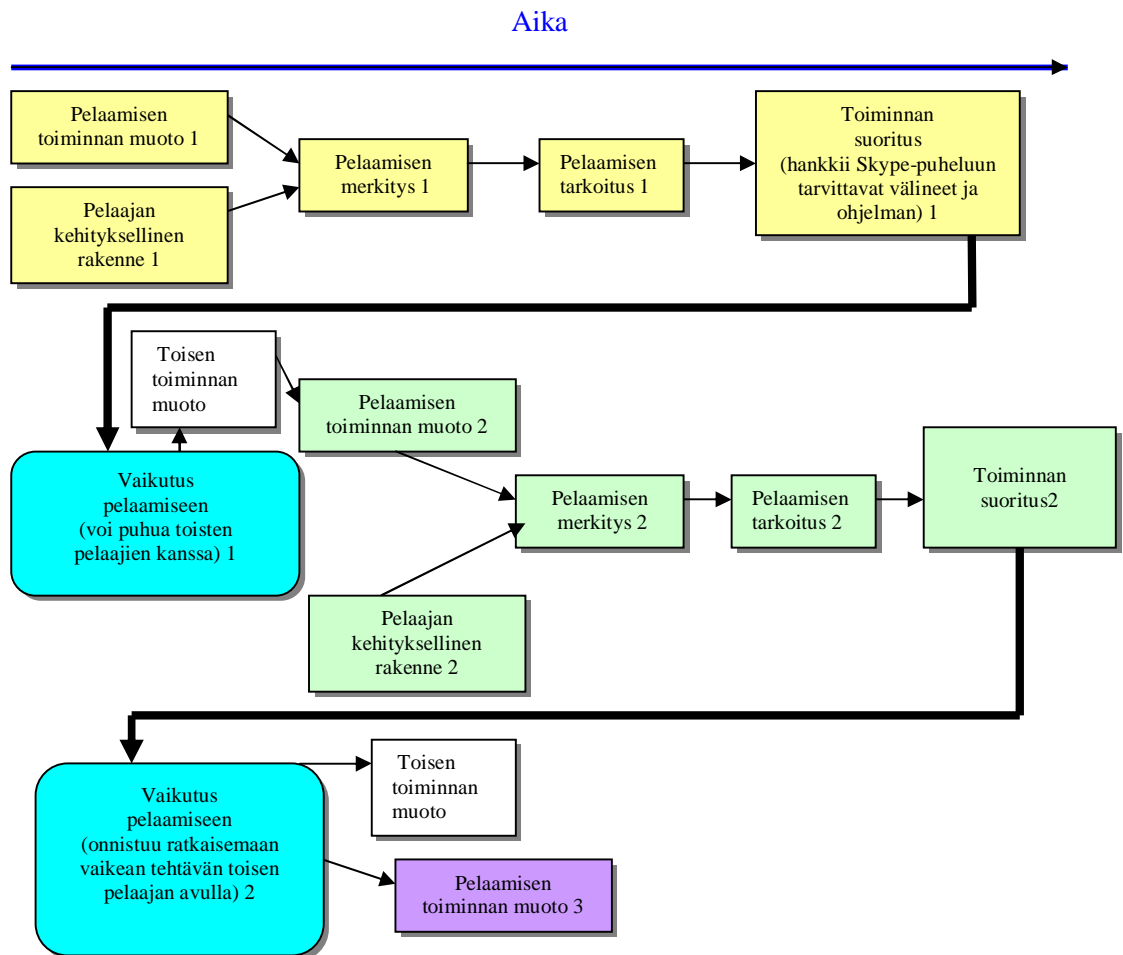 Aika
Pelaamisen
toiminnan muoto 1
Pelaajan
kehityksellinen
rakenne 1
Pelaamisen
merkitys 1
Pelaamisen
tarkoitus 1
Toiminnan
suoritus
(hankkii Skype-puheluun
tarvittavat välineet ja
ohjelman) 1
Toisen
toiminnan
muoto
Pelaamisen
toiminnan muoto 2
Vaikutus
pelaamiseen
(voi puhua toisten
pelaajien kanssa) 1
Pelaamisen
merkitys 2
Pelaamisen
tarkoitus 2
Toiminnan
suoritus2
Pelaajan
kehityksellinen
rakenne 2
Vaikutus
pelaamiseen
(onnistuu ratkaisemaan
vaikean tehtävän toisen
pelaajan avulla) 2
Toisen
toiminnan
muoto
Pelaamisen
toiminnan muoto 3